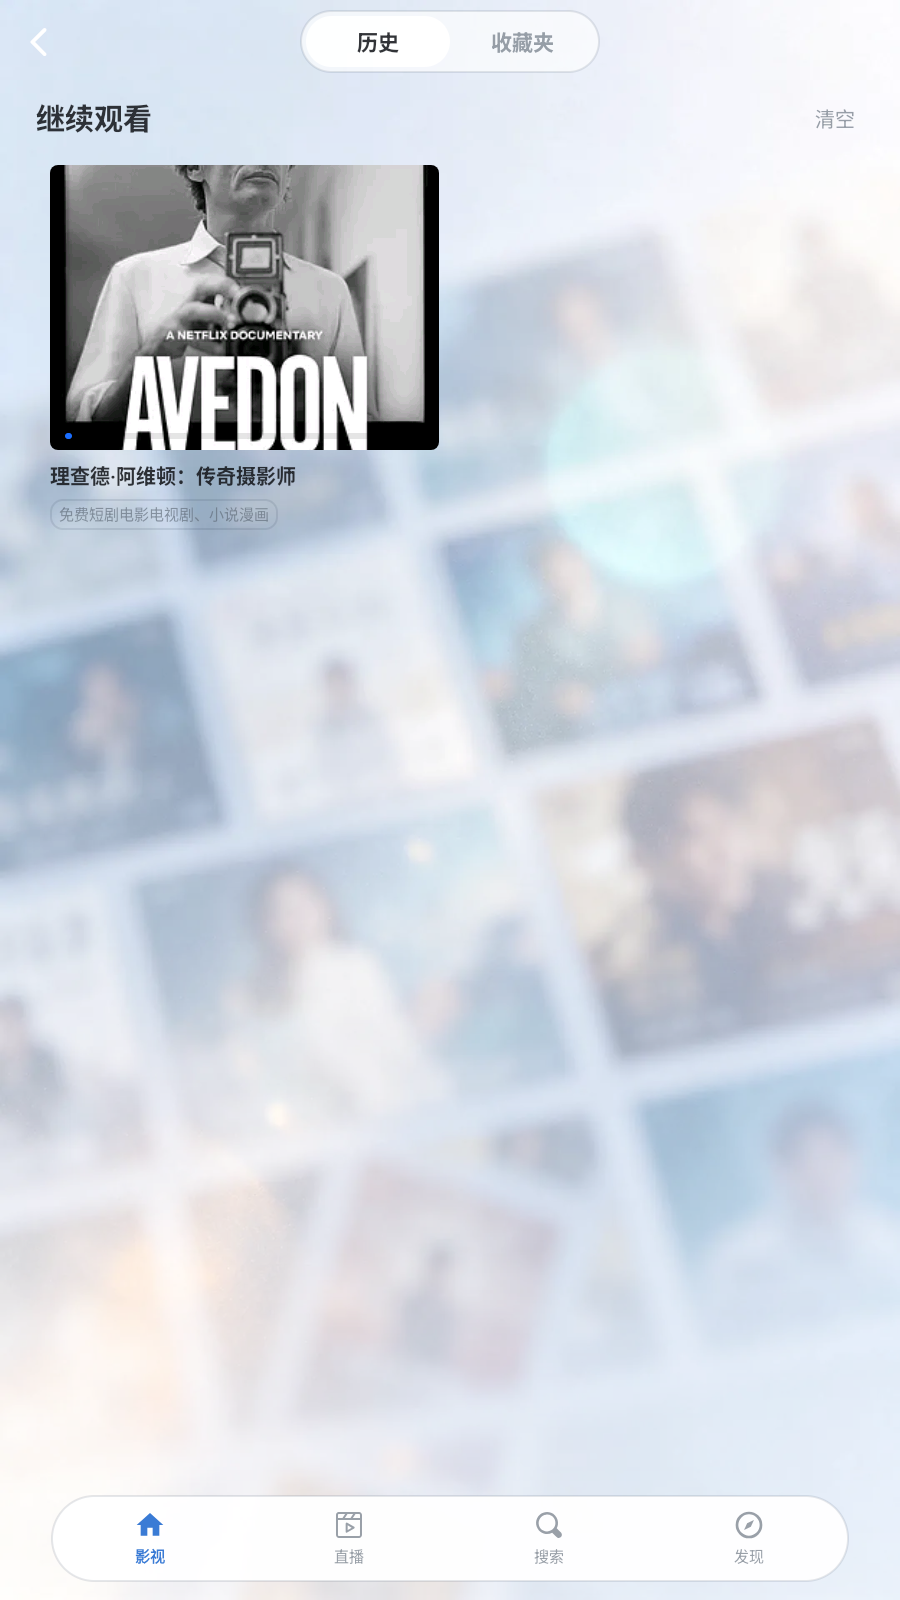 历史
收藏夹
继续观看
清空
A NETFLIX DOCUMENTARY
AVEDON
理查德·阿维顿：传奇摄影师
免费短剧电影电视剧、小说漫画
影视
直播
搜索
发现